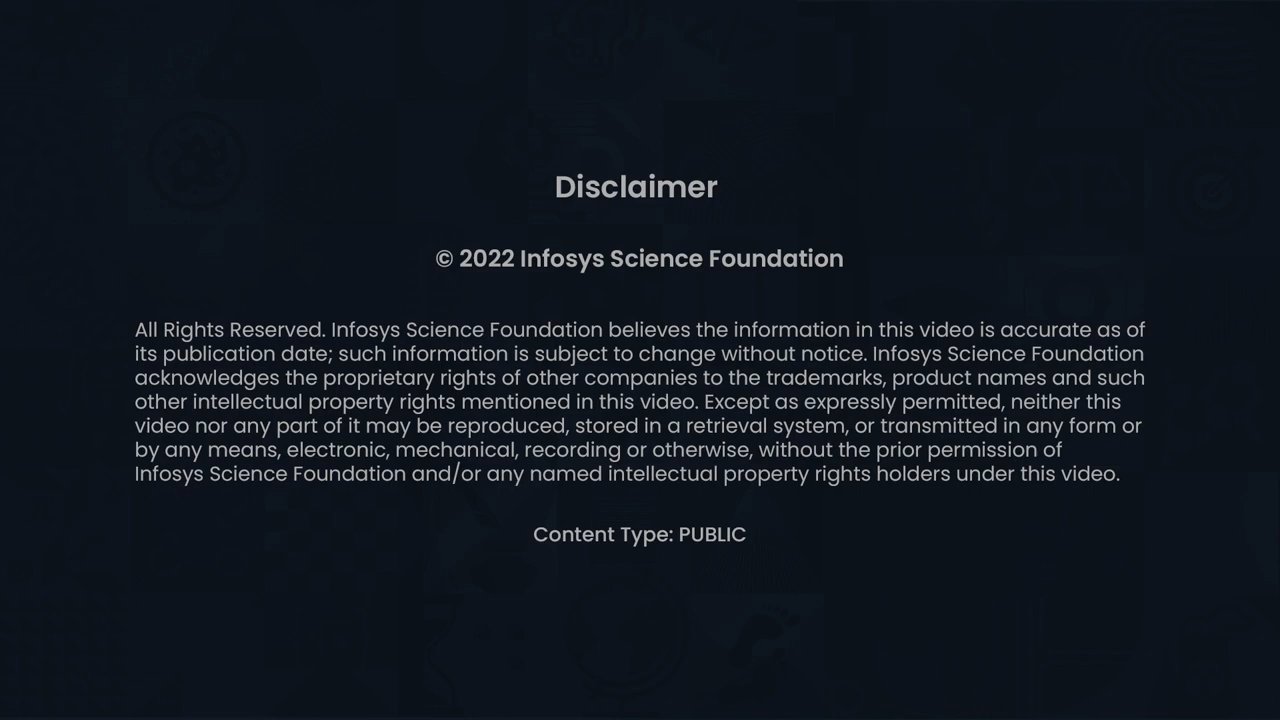 Disclaimer
© 2022 Infosys Science Foundation
All Rights Reserved. Infosys Science Foundation believes the information in this video is accurate as of
its publication date; such information is subject to change without notice. Infosys Science Foundation
acknowledges the proprietary rights of other companies to the trademarks, product names and such
other intellectual property rights mentioned in this video. Except as expressly permitted, neither this
video nor any part of it may be reproduced, stored in a retrieval system, or transmitted in any form or
by any means, electronic, mechanical, recording or otherwise, without the prior permission of
Infosys Science Foundation and/or any named intellectual property rights holders under this video.
Content Type: PUBLIC